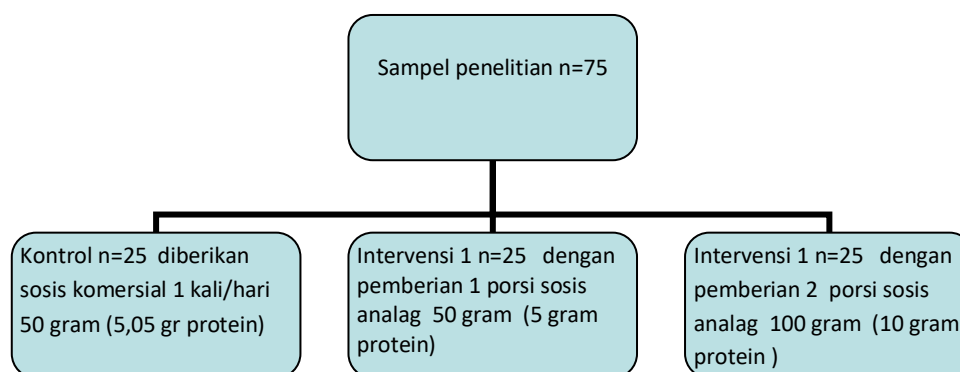 Sampel penelitian n=75
Kontrol n=25 diberikan
sosis komersial 1 kali/hari
50 gram (5,05 gr protein)
Intervensi 1 n=25 dengan
pemberian 1 porsi sosis
analag 50 gram (5 gram
protein)
Intervensi 1 n=25 dengan
pemberian 2 porsi sosis
analag 100 gram (10 gram
protein )